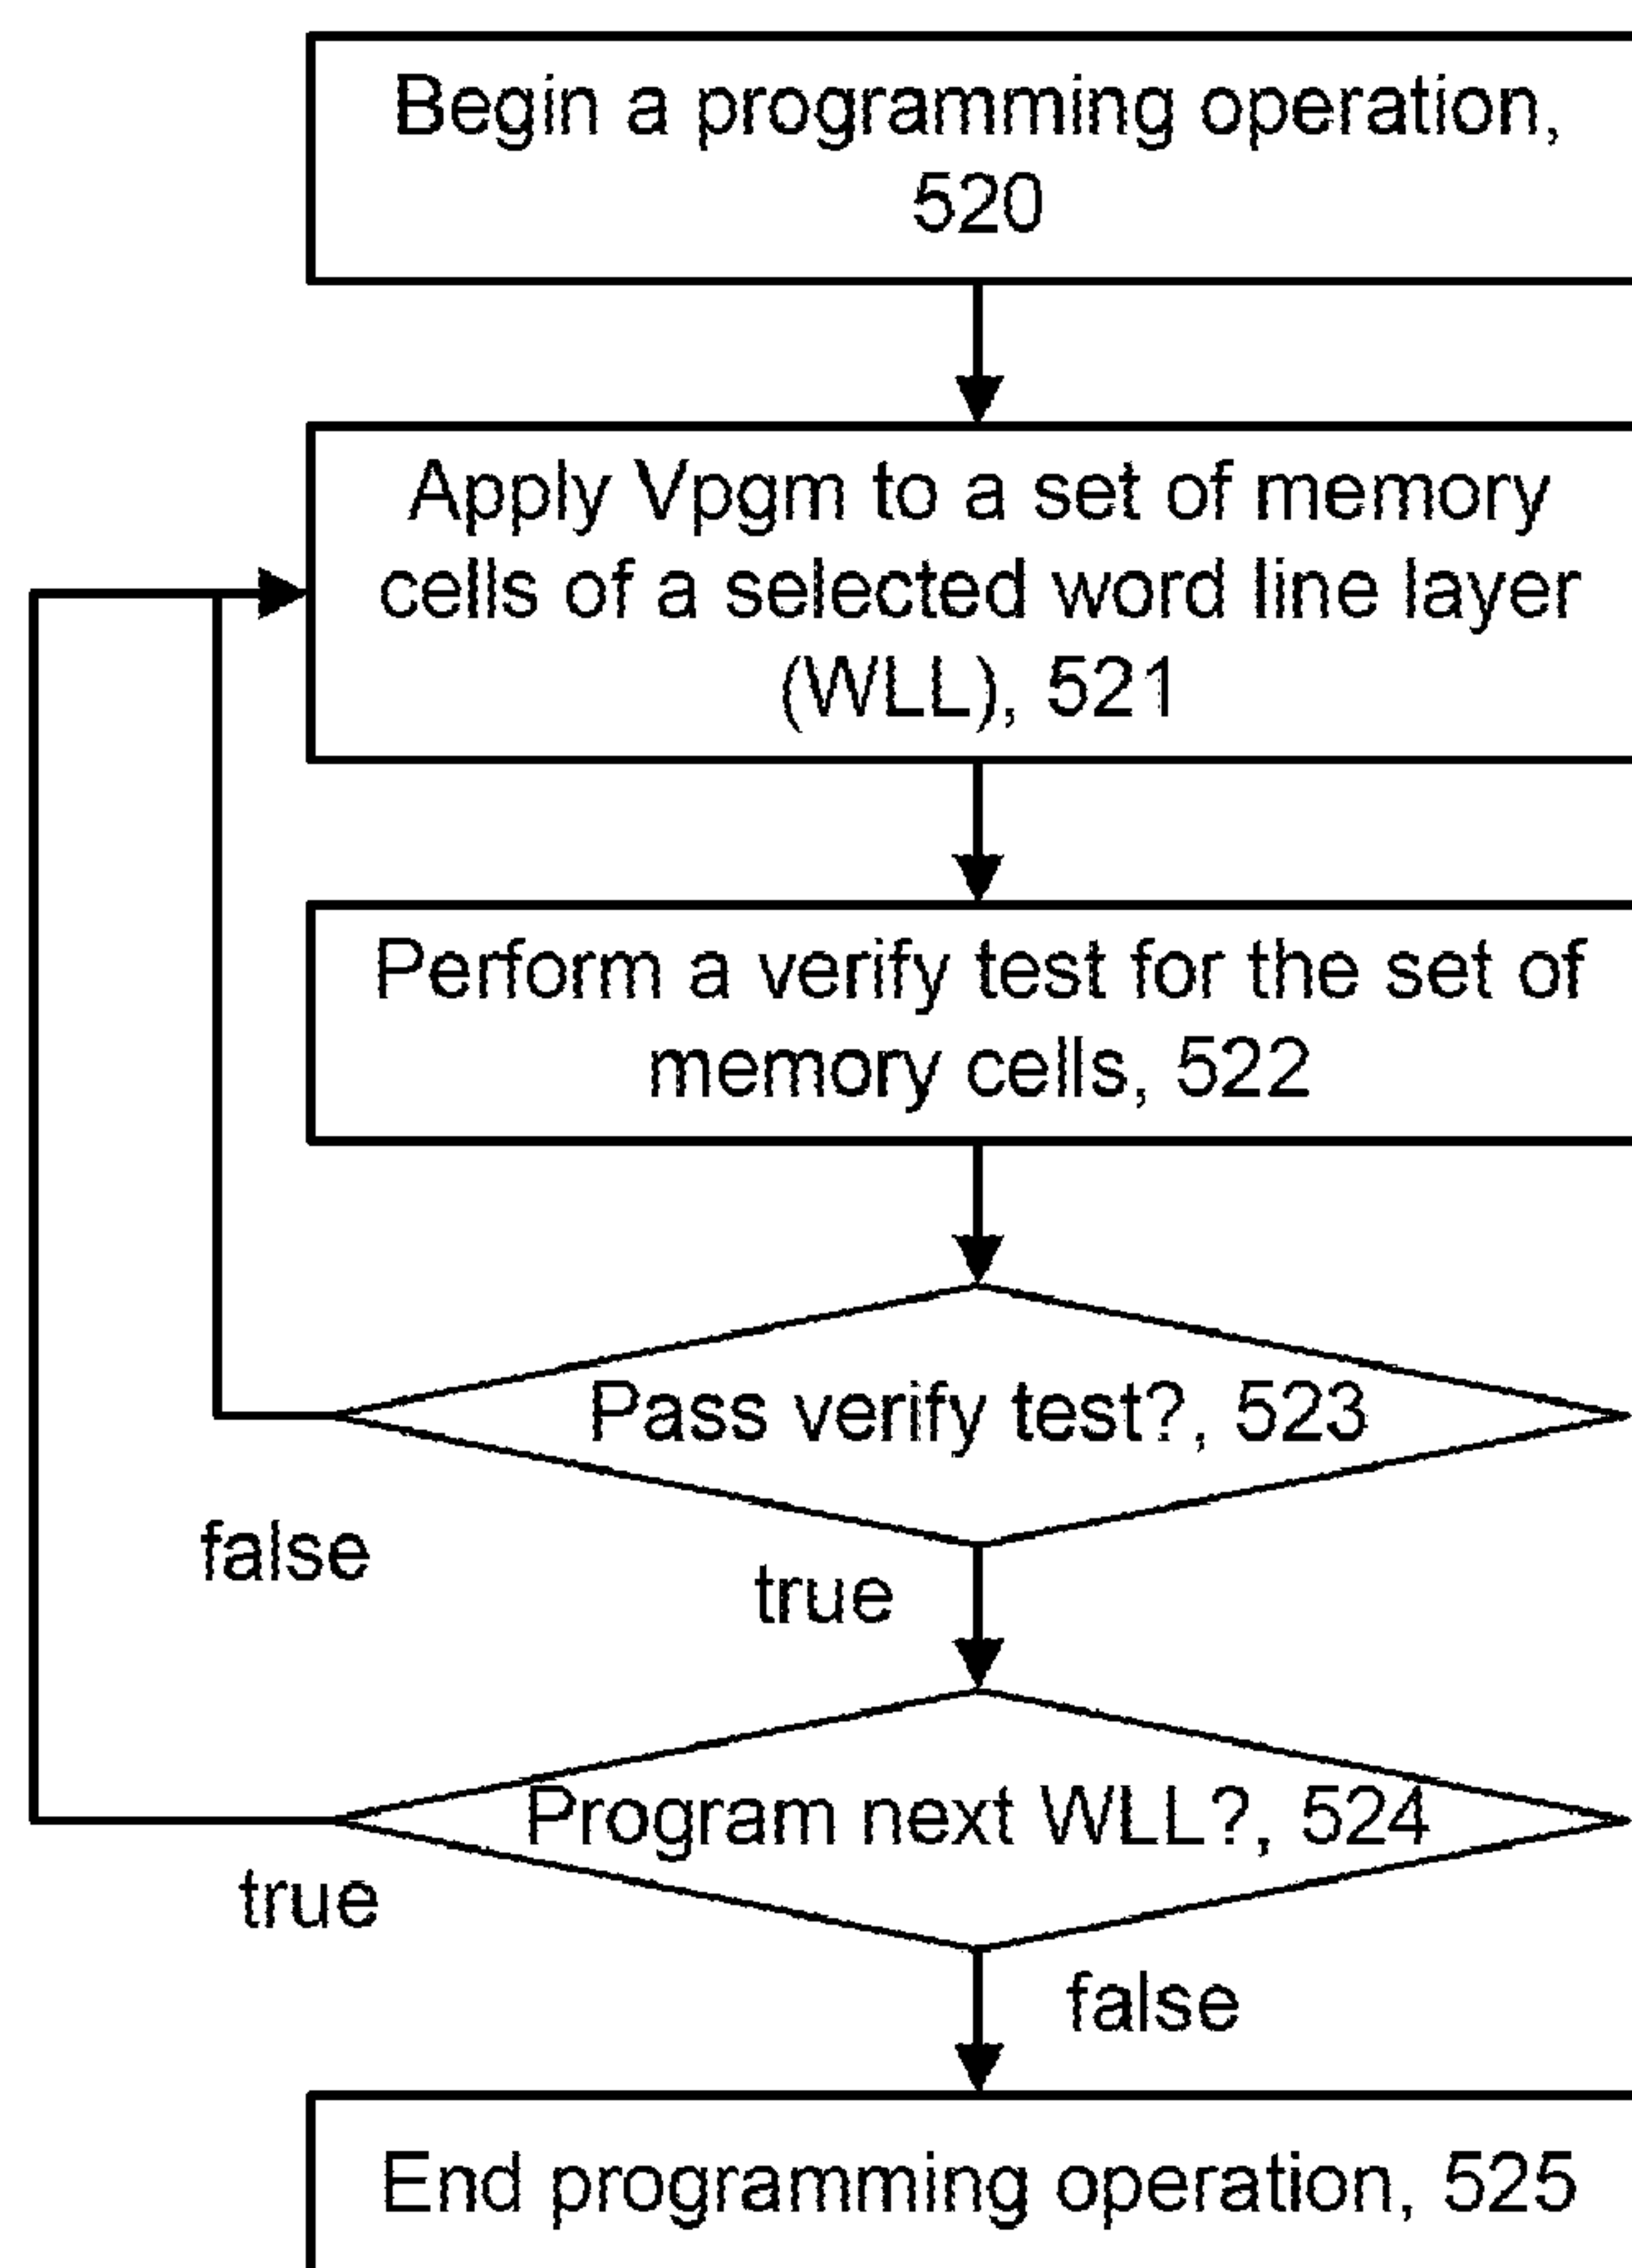 Begin a programming operation,
520
Apply Vpgm to a set of memory
cells of a selected word line layer
(WLL), 521
Perform a verify test for the set of
memory cells, 522
Pass verify test?, 523
false
true
Program next WLL?, 524
true
false
End programming operation, 525